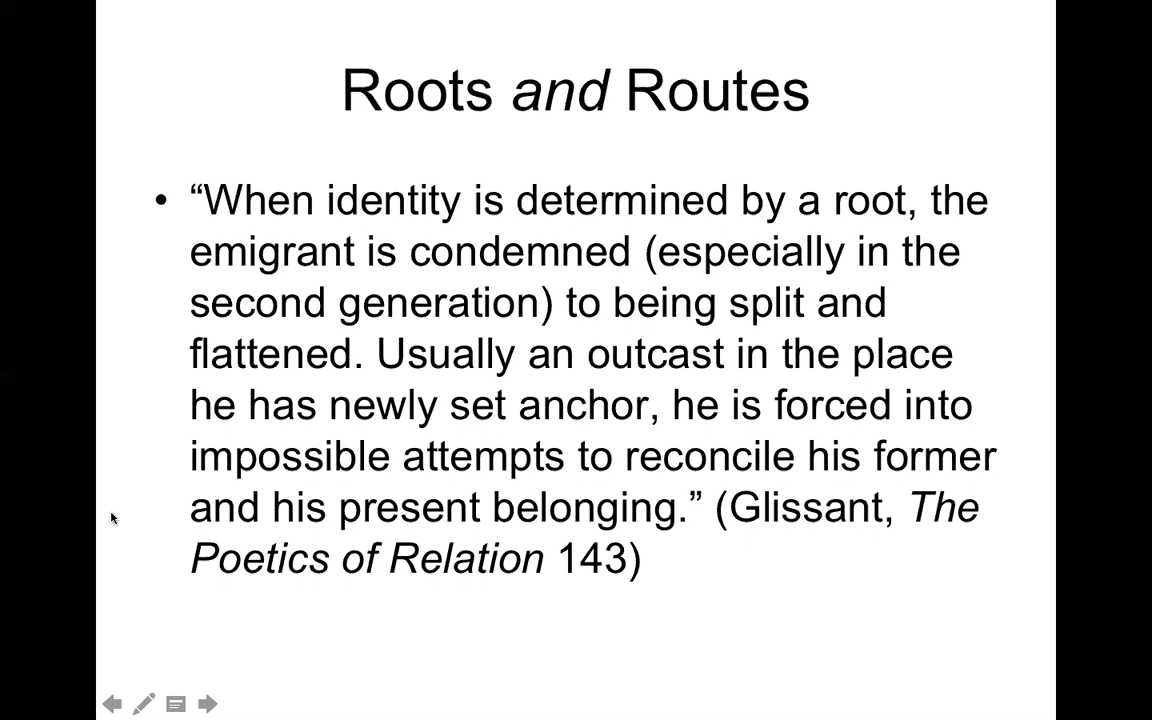 Roots and Routes
• “When identity is determined by a root, the
emigrant is condemned (especially in the
second generation) to being split and
flattened. Usually an outcast in the place
he has newly set anchor, he is forced into
impossible attempts to reconcile his former
and his present belonging.” (Glissant, The
Poetics of Relation 143)